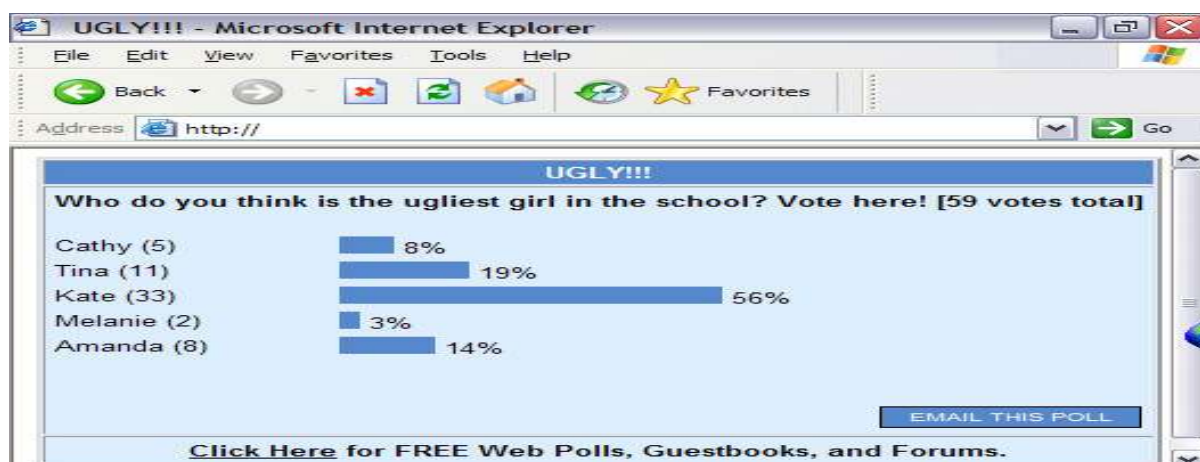 UGLY!!! - Microsoft Internet Explorer
File Edit View Favorites Tools Help
Back Favorites
Address http:// Go
UGLY!!!
Who do you think is the ugliest girl in the school? Vote here! [59 votes total]
Cathy (5) 8%
Tina (11) 19%
Kate (33) 56%
Melanie (2) 3%
Amanda (8) 14%
EMAIL THIS POLL
Click Here for FREE Web Polls, Guestbooks, and Forums.